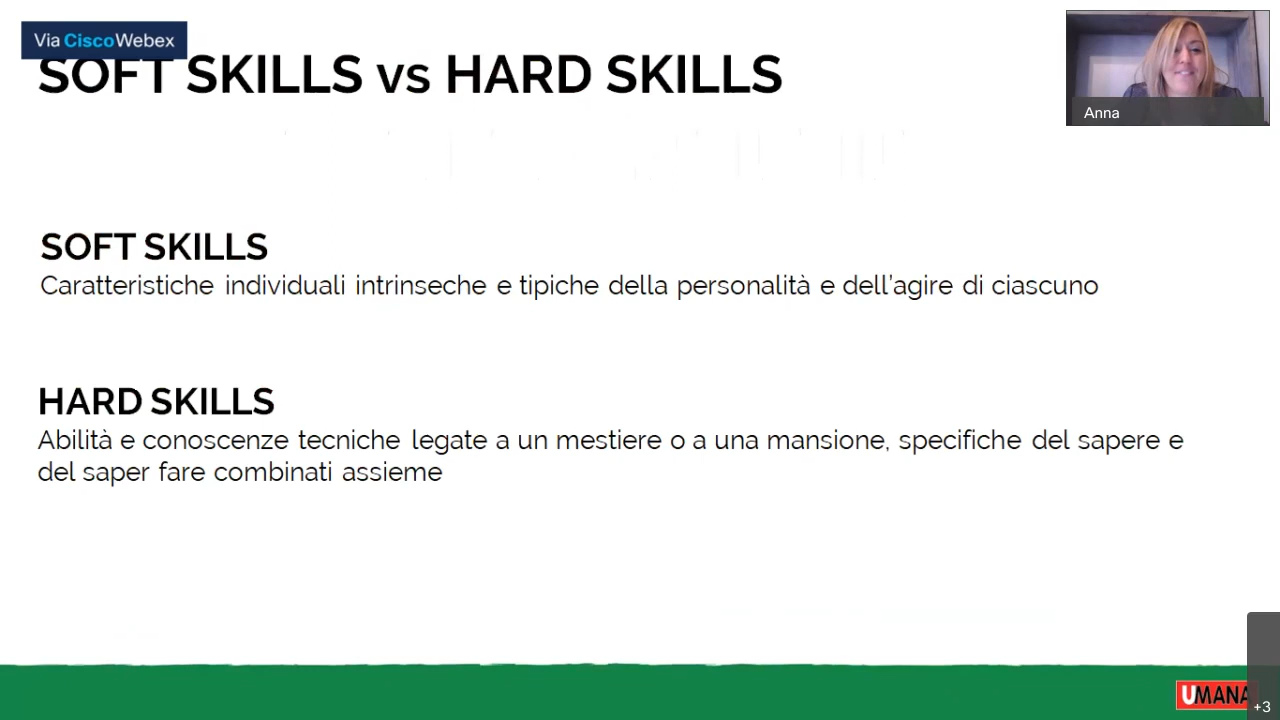 Via CiscoWebex
SOFT SKILLS vs HARD SKILLS
Anna
SOFT SKILLS
Caratteristiche individuali intrinseche e tipiche della personalità e dell'agire di ciascuno
HARD SKILLS
Abilità e conoscenze tecniche legate a un mestiere o a una mansione, specifiche del sapere e
del saper fare combinati assieme
UMANA
+3